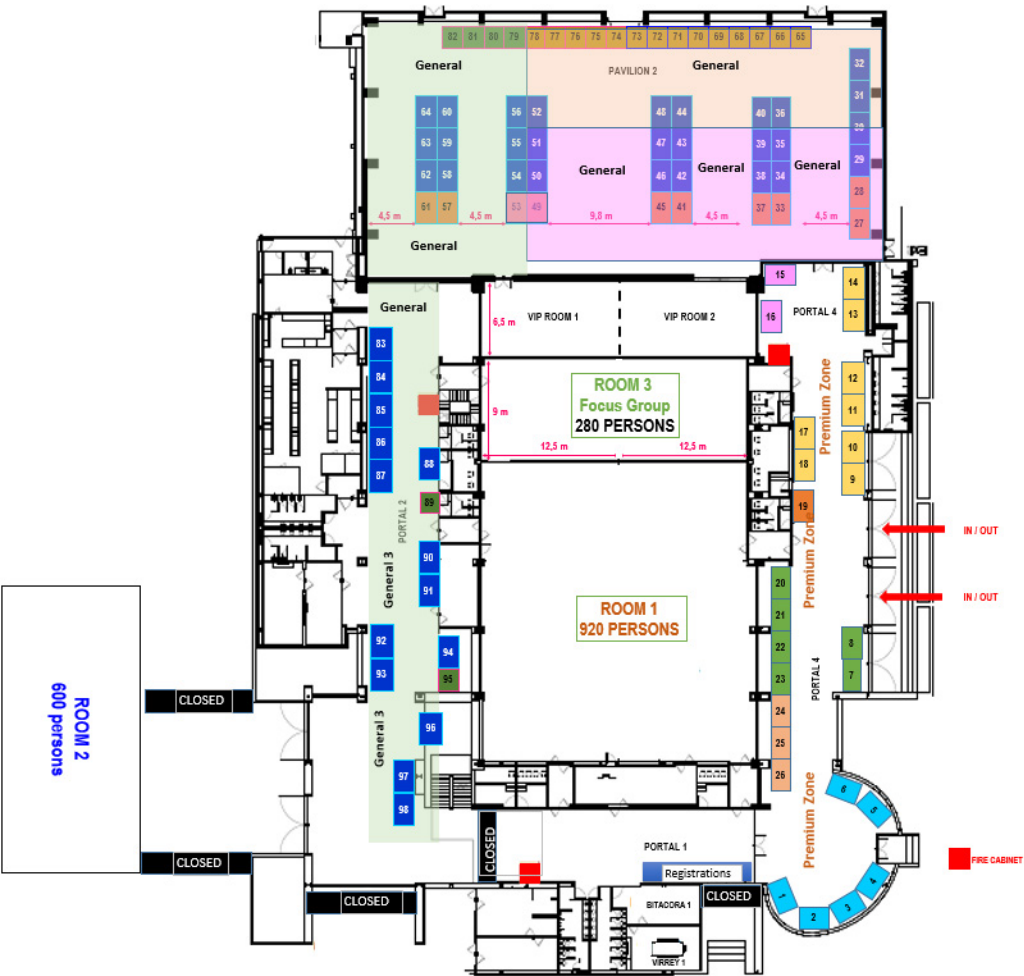 82 81 80 79 78 77 76 75 74 73 72 71 70 69 68 67 66 65
General
PAVILION 2
General
32
31
30
29
28
27
64 60
63 59
62 58
61 57
56 52
55 51
54 50
53 49
48 44
47 43
46 42
45 41
40 36
39 35
38 34
37 33
General
General
General
4,5 m
4,5 m
9,8 m
4,5 m
4,5 m
General
General
15
16
14
13
PORTAL 4
6,5 m
VIP ROOM 1
VIP ROOM 2
83
84
85
86
87
88
89
PORTAL 2
90
91
General 3
92
93
94
95
96
General 3
97
98
9 m
ROOM 3
Focus Group
280 PERSONS
12,5 m
12,5 m
12
11
10
9
Premium Zone
17
18
19
Premium Zone
IN / OUT
IN / OUT
ROOM 1
920 PERSONS
20
21
22
23
24
25
26
8
7
PORTAL 4
Premium Zone
6
5
4
3
2
1
ROOM 2
600 persons
CLOSED
CLOSED
CLOSED
CLOSED
CLOSED
PORTAL 1
Registrations
BITACORA 1
VIRREY 1
FIRE CABINET